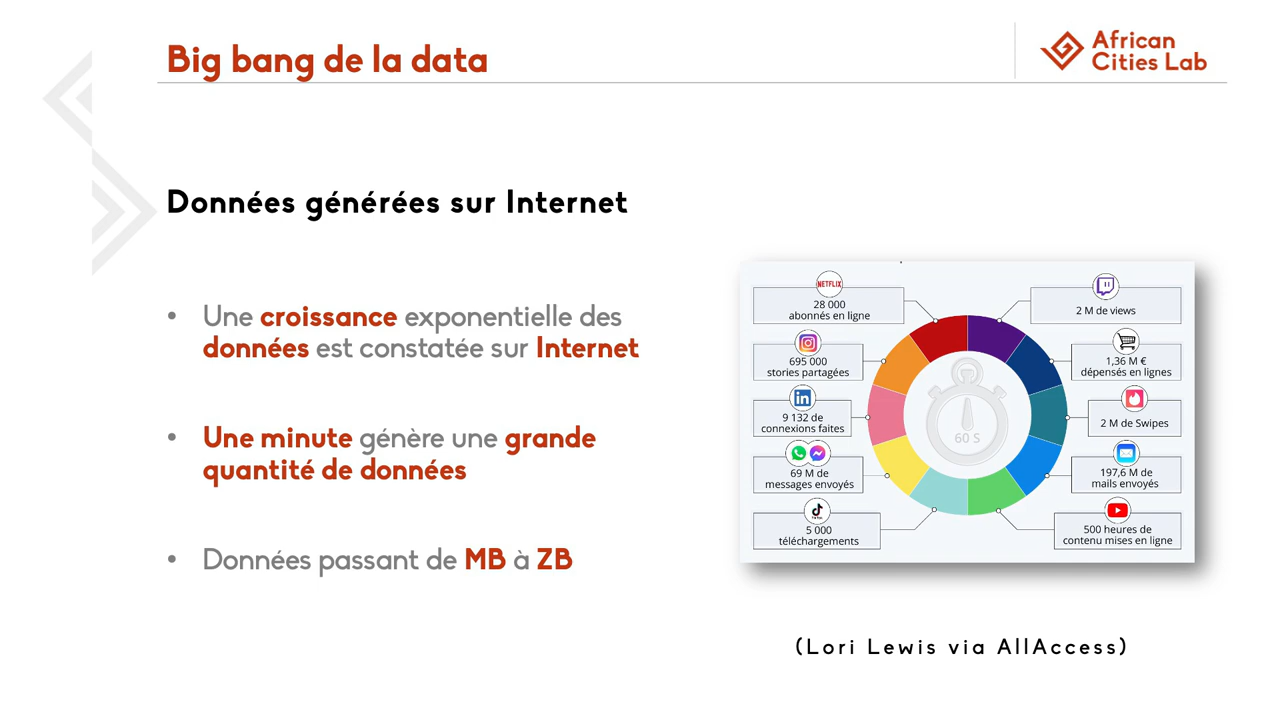 Big bang de la data
African
Cities Lab
Données générées sur Internet
• Une croissance exponentielle des
données est constatée sur Internet
• Une minute génère une grande
quantité de données
• Données passant de MB à ZB
NETFLIX
28 000
abonnés en ligne
695 000
stories partagées
9 132 de
connexions faites
69 M de
messages envoyés
5 000
téléchargements
60 S
2 M de views
1,36 M €
dépensés en lignes
2 M de Swipes
197,6 M de
mails envoyés
500 heures de
contenu mises en ligne
(Lori Lewis via AllAccess)